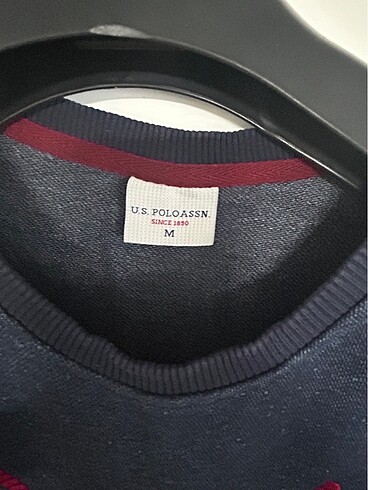 U.S. POLO ASSN.
SINCE 1890
M